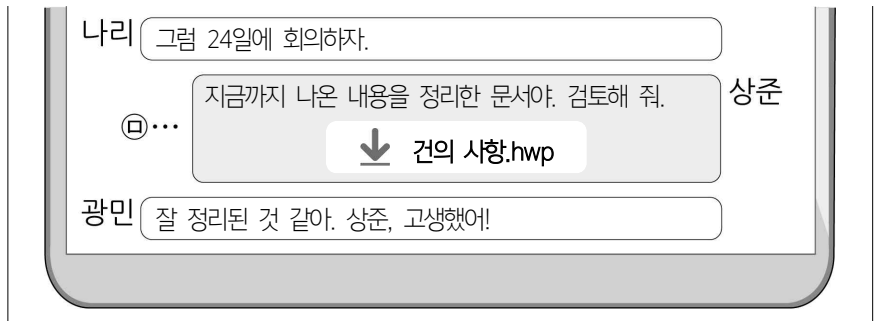 나리 그럼 24일에 회의하자.
지금까지 나온 내용을 정리한 문서야. 검토해 줘. 상준
㉤…
건의 사항.hwp
광민 잘 정리된 것 같아. 상준, 고생했어!